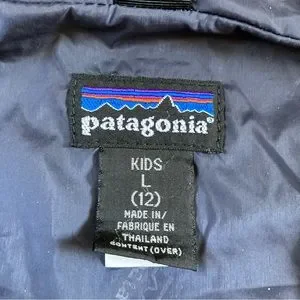 patagonia®
KIDS
L
(12)
MADE IN/
FABRIQUE EN
THAILAND
CONTENT (OVER)